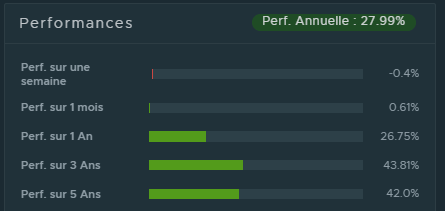 Performances
Perf. Annuelle : 27.99%
Perf. sur une
semaine
-0.4%
Perf. sur 1 mois
0.61%
Perf. sur 1 An
26.75%
Perf. sur 3 Ans
43.81%
Perf. sur 5 Ans
42.0%